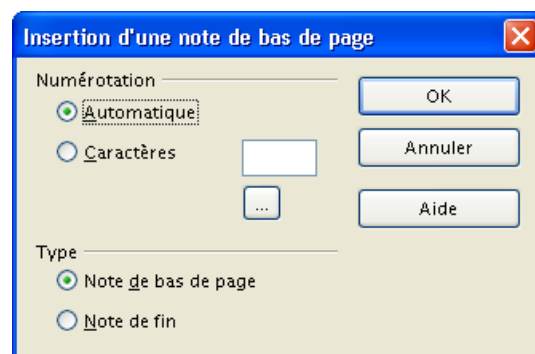 Insertion d'une note de bas de page
Numérotation
Automatique
OK
Caractères
Annuler
...
Aide
Type
Note de bas de page
Note de fin